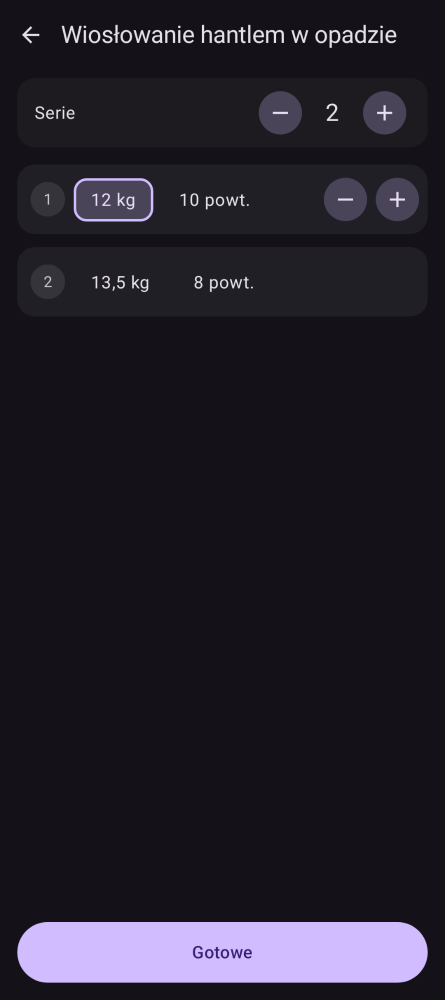 Wiosłowanie hantlem w opadzie
Serie 2
1 12 kg 10 powt.
2 13,5 kg 8 powt.
Gotowe